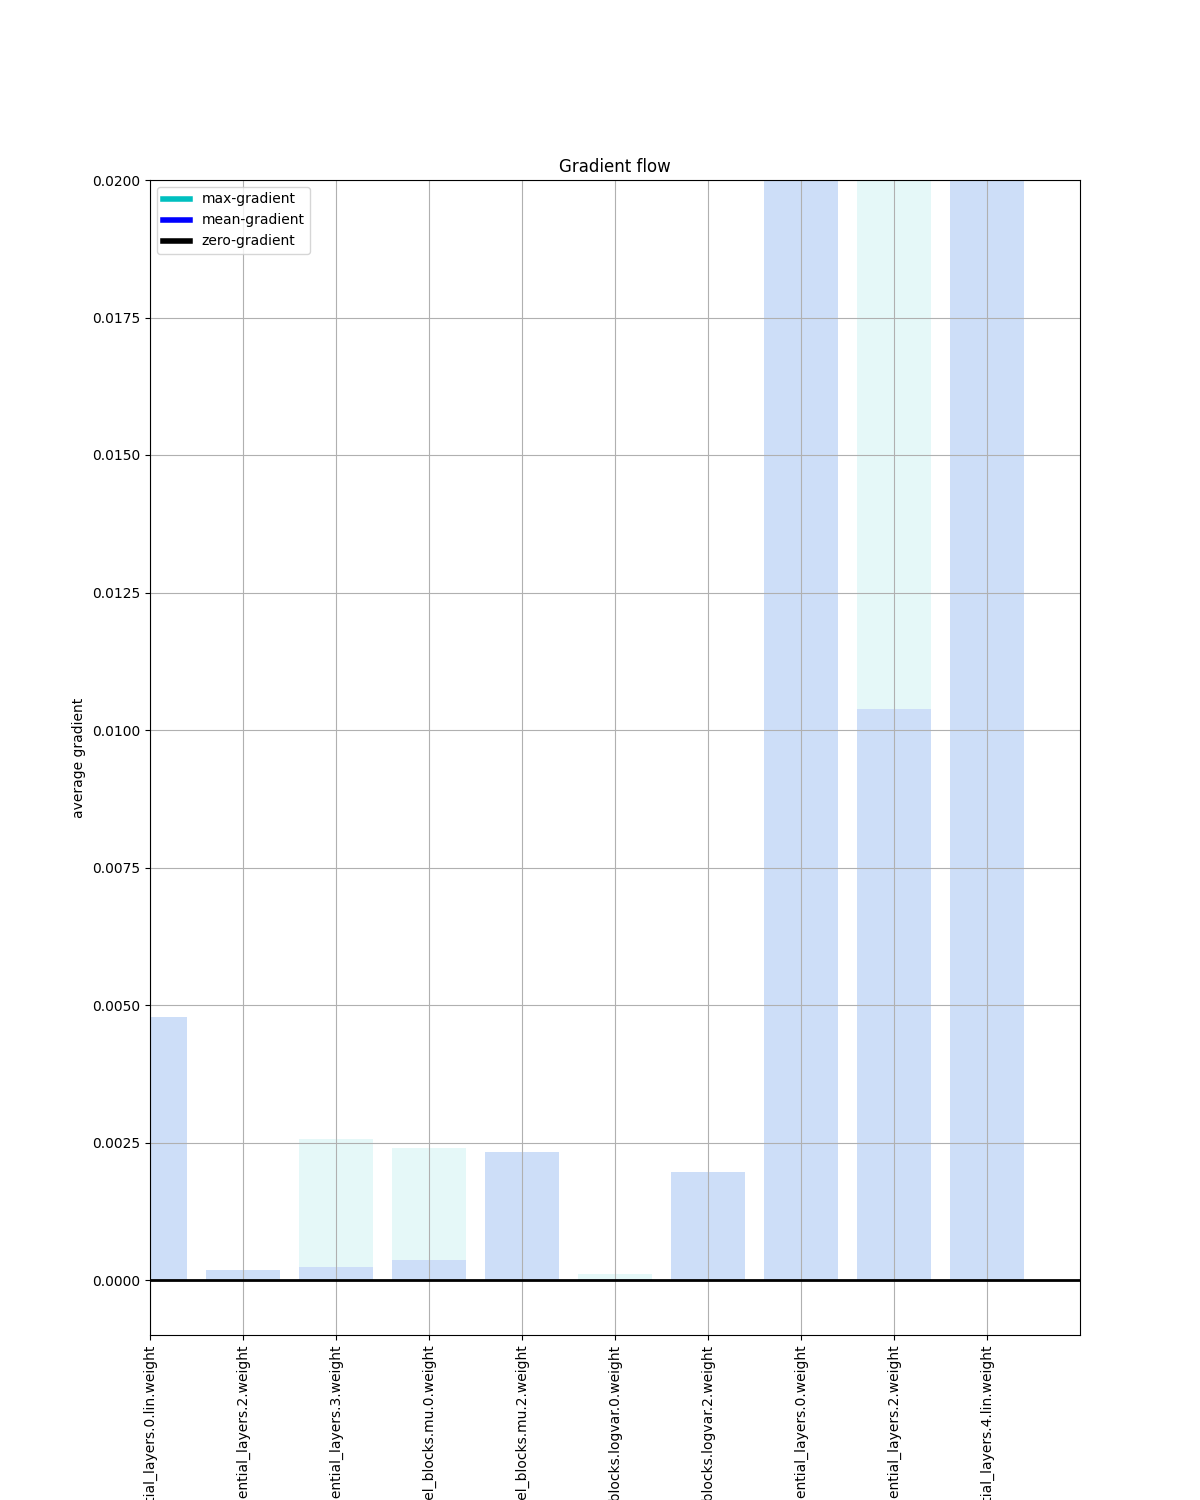 Gradient flow
max-gradient
mean-gradient
zero-gradient
0.0200
0.0175
0.0150
0.0125
0.0100
0.0075
0.0050
0.0025
0.0000
average gradient
tial_layers.0.lin.weight
ential_layers.2.weight
ential_layers.3.weight
el_blocks.mu.0.weight
el_blocks.mu.2.weight
blocks.logvar.0.weight
blocks.logvar.2.weight
ential_layers.0.weight
ential_layers.2.weight
tial_layers.4.lin.weight